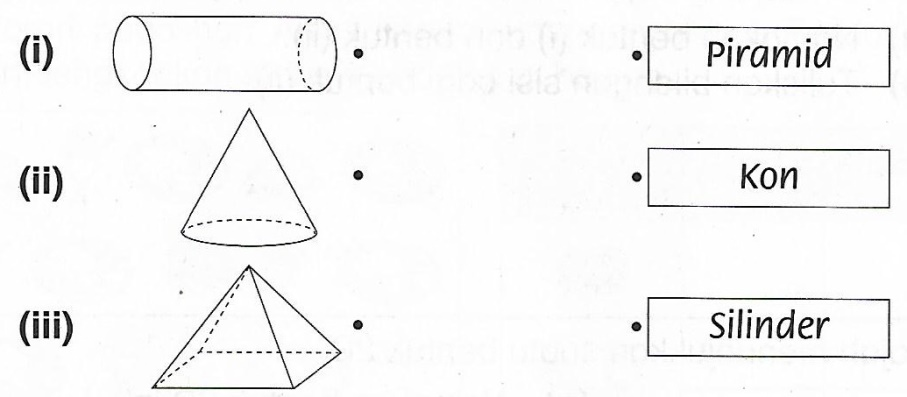 (i) Piramid
(ii) Kon
(iii) Silinder